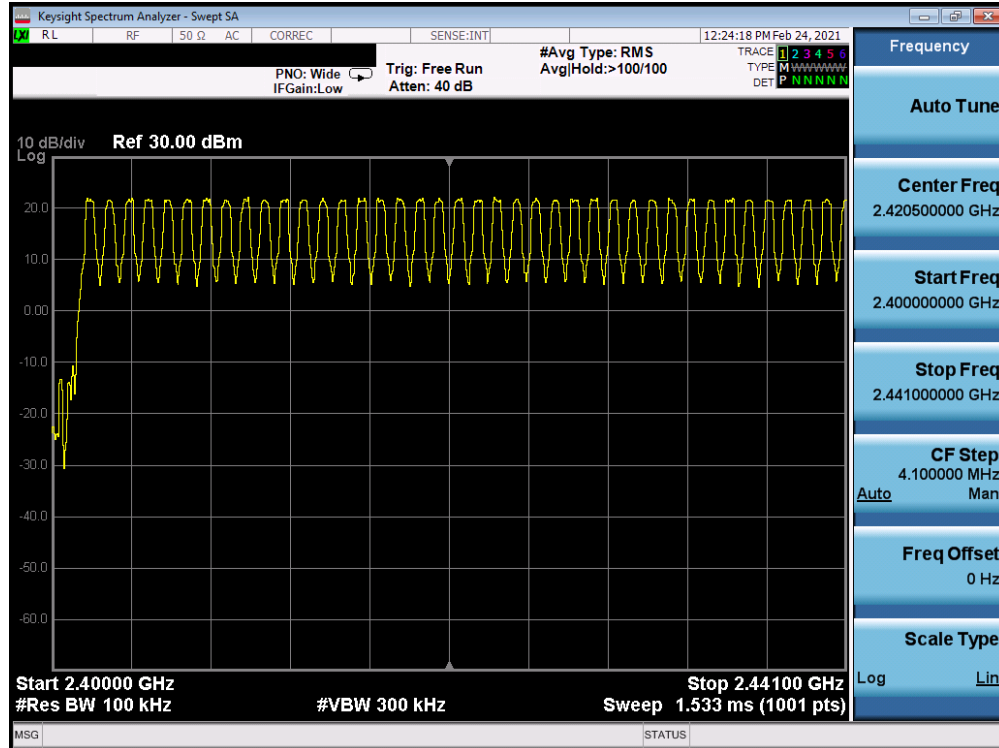 Keysight Spectrum Analyzer - Swept SA
LXI RL RF 50 Ω AC CORREC SENSE:INT 12:24:18 PM Feb 24, 2021
PNO: Wide
IFGain:Low
Trig: Free Run
Atten: 40 dB
#Avg Type: RMS
Avg|Hold:>100/100
TRACE 1 2 3 4 5 6
TYPE M WWWWW
DET P N N N N N
10 dB/div Ref 30.00 dBm
Log
20.0
10.0
0.00
-10.0
-20.0
-30.0
-40.0
-50.0
-60.0
Start 2.40000 GHz Stop 2.44100 GHz
#Res BW 100 kHz #VBW 300 kHz Sweep 1.533 ms (1001 pts)
MSG STATUS
Frequency
Auto Tune
Center Freq
2.420500000 GHz
Start Freq
2.400000000 GHz
Stop Freq
2.441000000 GHz
CF Step
4.100000 MHz
Auto Man
Freq Offset
0 Hz
Scale Type
Log Lin